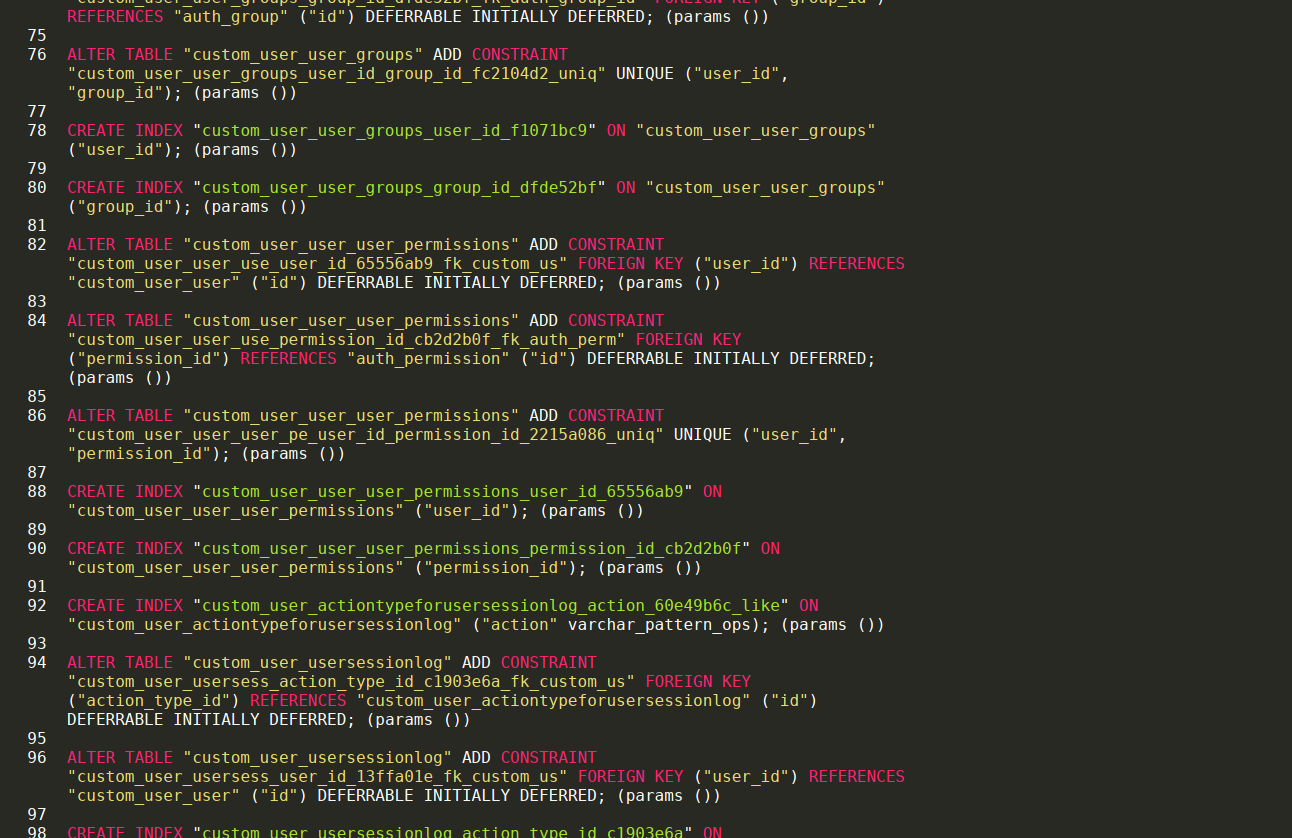 REFERENCES "auth_group" ("id") DEFERRABLE INITIALLY DEFERRED; (params ())
75
76 ALTER TABLE "custom_user_user_groups" ADD CONSTRAINT
"custom_user_user_groups_user_id_group_id_fc2104d2_uniq" UNIQUE ("user_id",
"group_id"); (params ())
77
78 CREATE INDEX "custom_user_user_groups_user_id_f1071bc9" ON "custom_user_user_groups"
("user_id"); (params ())
79
80 CREATE INDEX "custom_user_user_groups_group_id_dfde52bf" ON "custom_user_user_groups"
("group_id"); (params ())
81
82 ALTER TABLE "custom_user_user_user_permissions" ADD CONSTRAINT
"custom_user_user_use_user_id_65556ab9_fk_custom_us" FOREIGN KEY ("user_id") REFERENCES
"custom_user_user" ("id") DEFERRABLE INITIALLY DEFERRED; (params ())
83
84 ALTER TABLE "custom_user_user_user_permissions" ADD CONSTRAINT
"custom_user_user_use_permission_id_cb2d2b0f_fk_auth_perm" FOREIGN KEY
("permission_id") REFERENCES "auth_permission" ("id") DEFERRABLE INITIALLY DEFERRED;
(params ())
85
86 ALTER TABLE "custom_user_user_user_permissions" ADD CONSTRAINT
"custom_user_user_user_pe_user_id_permission_id_2215a086_uniq" UNIQUE ("user_id",
"permission_id"); (params ())
87
88 CREATE INDEX "custom_user_user_user_permissions_user_id_65556ab9" ON
"custom_user_user_user_permissions" ("user_id"); (params ())
89
90 CREATE INDEX "custom_user_user_user_permissions_permission_id_cb2d2b0f" ON
"custom_user_user_user_permissions" ("permission_id"); (params ())
91
92 CREATE INDEX "custom_user_actiontypeforusersessionlog_action_60e49b6c_like" ON
"custom_user_actiontypeforusersessionlog" ("action" varchar_pattern_ops); (params ())
93
94 ALTER TABLE "custom_user_usersessionlog" ADD CONSTRAINT
"custom_user_usersess_action_type_id_c1903e6a_fk_custom_us" FOREIGN KEY
("action_type_id") REFERENCES "custom_user_actiontypeforusersessionlog" ("id")
DEFERRABLE INITIALLY DEFERRED; (params ())
95
96 ALTER TABLE "custom_user_usersessionlog" ADD CONSTRAINT
"custom_user_usersess_user_id_13ffa01e_fk_custom_us" FOREIGN KEY ("user_id") REFERENCES
"custom_user_user" ("id") DEFERRABLE INITIALLY DEFERRED; (params ())
97
98 CREATE INDEX "custom_user_usersessionlog_action_type_id_c1903e6a" ON